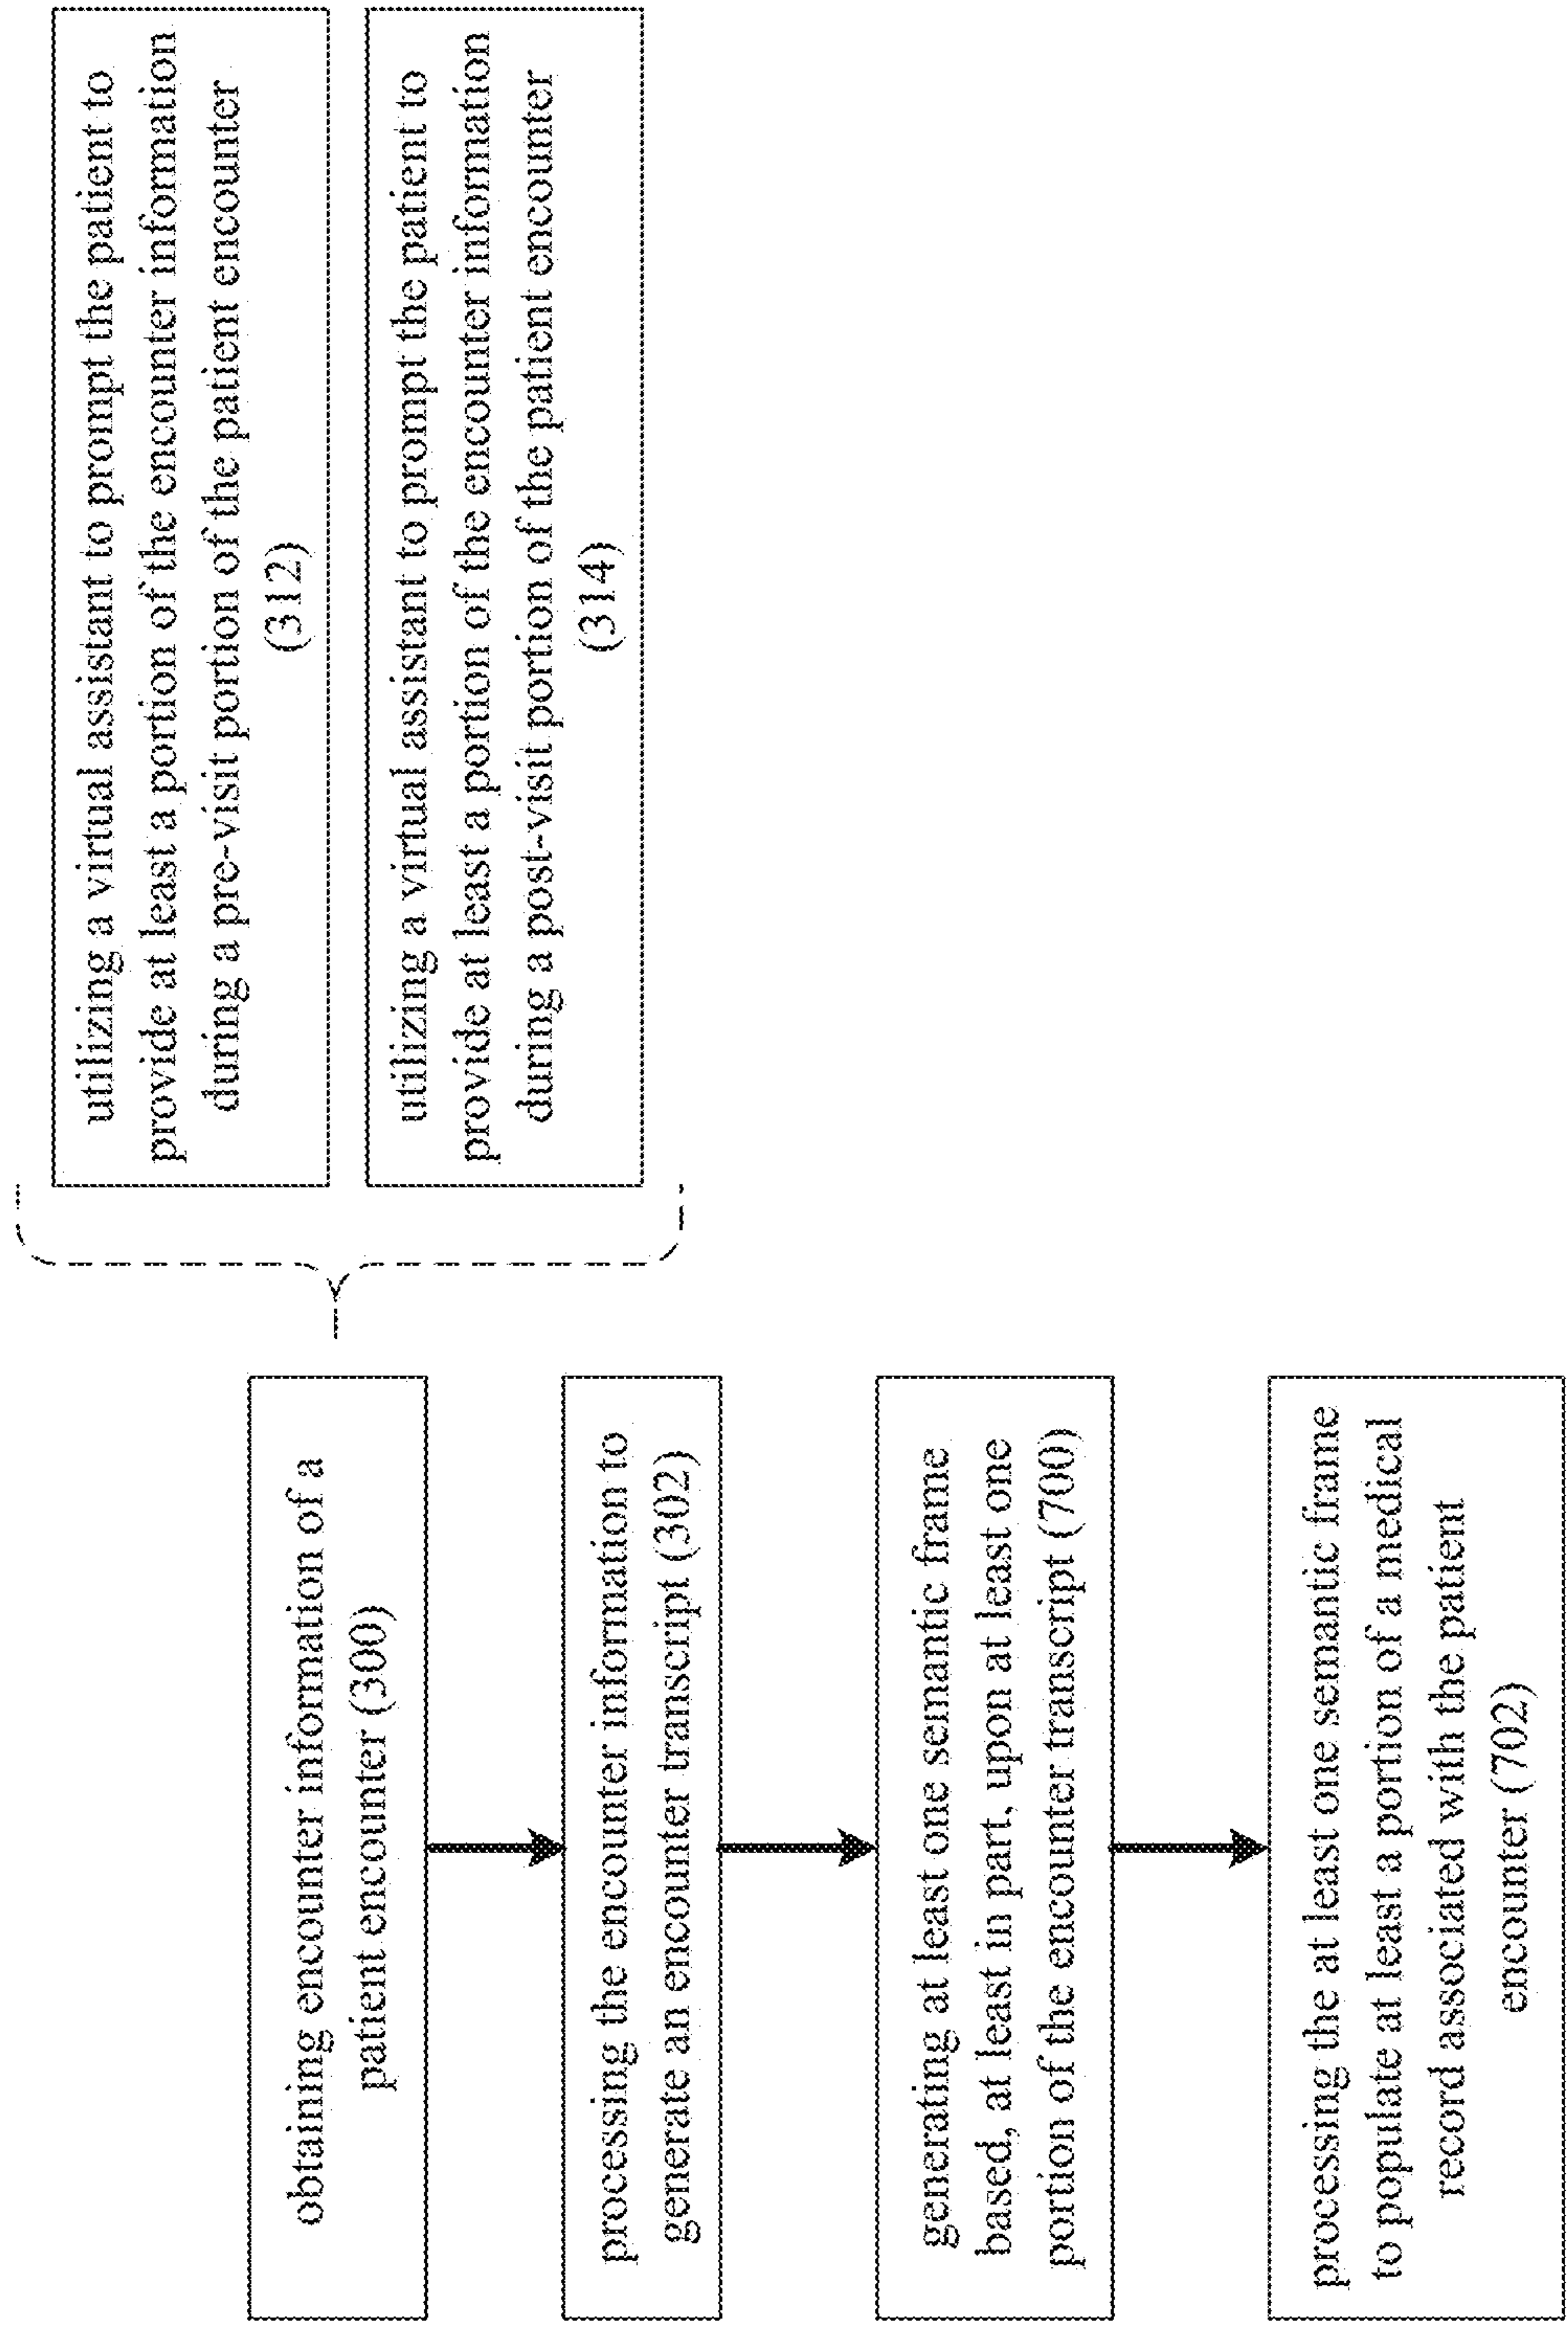 obtaining encounter information of a
patient encounter (300)
processing the encounter information to
generate an encounter transcript (302)
generating at least one semantic frame
based, at least in part, upon at least one
portion of the encounter transcript (700)
processing the at least one semantic frame
to populate at least a portion of a medical
record associated with the patient
encounter (702)
utilizing a virtual assistant to prompt the patient to
provide at least a portion of the encounter information
during a pre-visit portion of the patient encounter
(312)
utilizing a virtual assistant to prompt the patient to
provide at least a portion of the encounter information
during a post-visit portion of the patient encounter
(314)